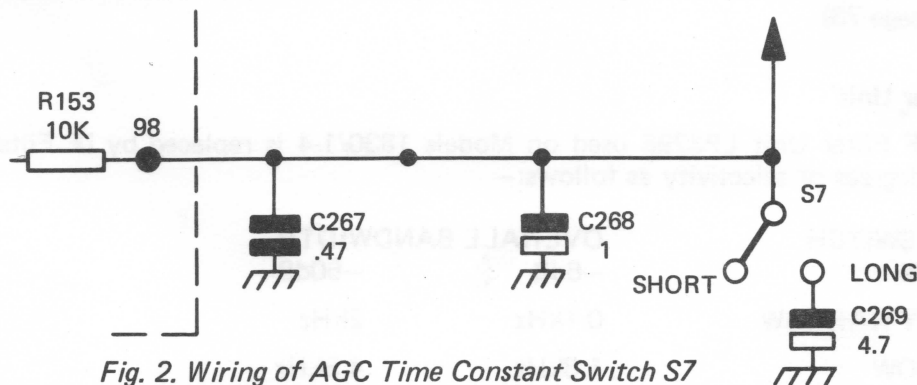 R153
10K
98
C267
.47
C268
1
S7
SHORT
LONG
C269
4.7
Fig. 2. Wiring of AGC Time Constant Switch S7